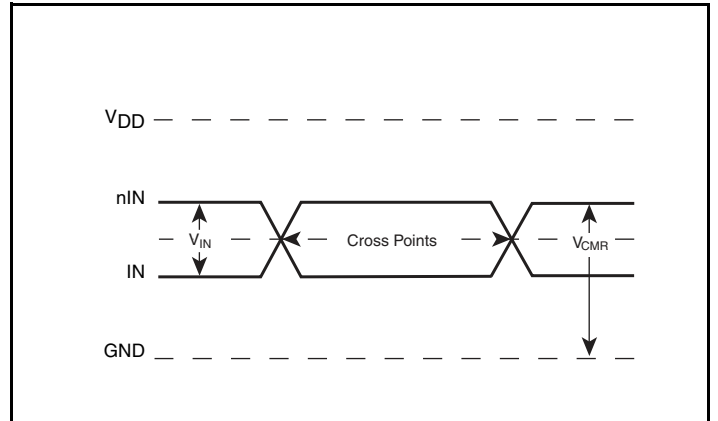 VDD
nIN
VIN
Cross Points
VCMR
IN
GND